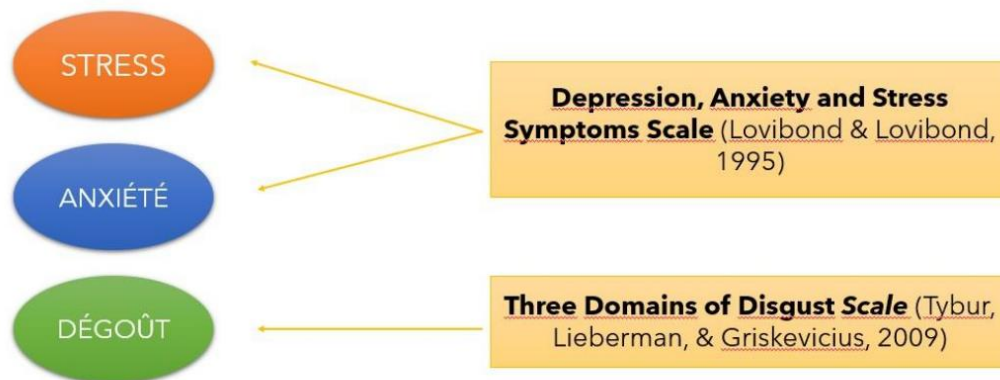 STRESS
ANXIÉTÉ
DÉGOÛT
Depression, Anxiety and Stress
Symptoms Scale (Lovibond & Lovibond,
1995)
Three Domains of Disgust Scale (Tybur,
Lieberman, & Griskevicius, 2009)